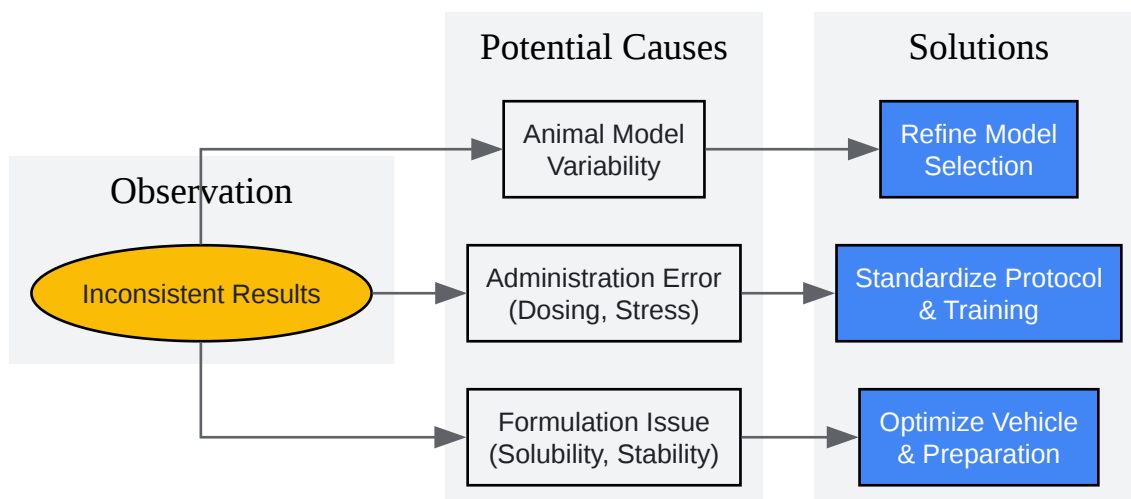 Potential Causes
Solutions
Observation
Inconsistent Results
Animal Model
Variability
Refine Model
Selection
Administration Error
(Dosing, Stress)
Standardize Protocol
& Training
Formulation Issue
(Solubility, Stability)
Optimize Vehicle
& Preparation